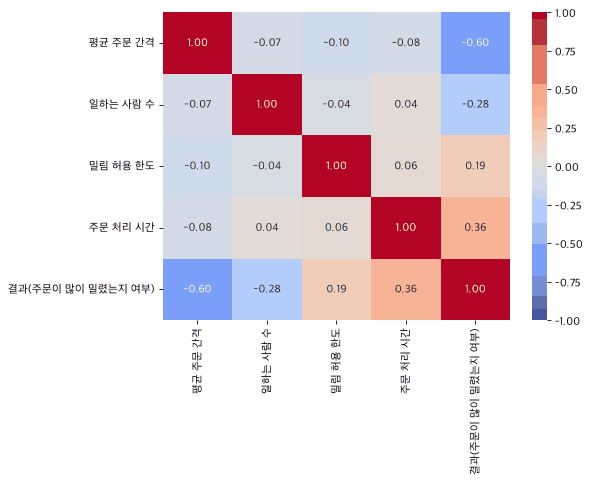 평균 주문 간격 1.00 -0.07 -0.10 -0.08 -0.60
일하는 사람 수 -0.07 1.00 -0.04 0.04 -0.28
밀림 허용 한도 -0.10 -0.04 1.00 0.06 0.19
주문 처리 시간 -0.08 0.04 0.06 1.00 0.36
결과(주문이 많이 밀렸는지 여부) -0.60 -0.28 0.19 0.36 1.00
평균 주문 간격
일하는 사람 수
밀림 허용 한도
주문 처리 시간
결과(주문이 많이 밀렸는지 여부)
1.00
0.75
0.50
0.25
0.00
-0.25
-0.50
-0.75
-1.00